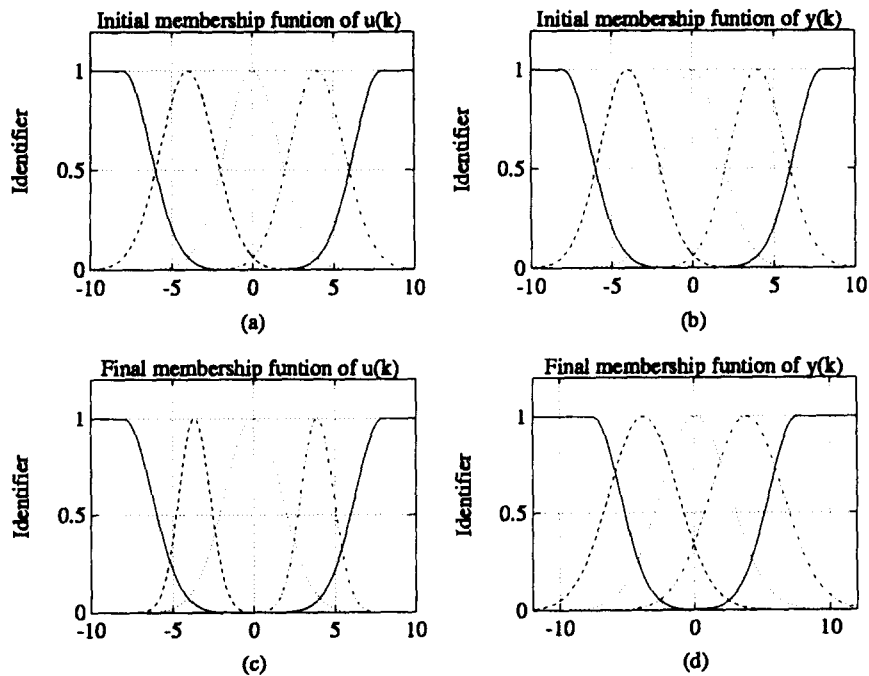 Initial membership funtion of u(k)
Identifier
1
0.5
0
-10 -5 0 5 10
(a)
Initial membership funtion of y(k)
Identifier
1
0.5
0
-10 -5 0 5 10
(b)
Final membership funtion of u(k)
Identifier
1
0.5
0
-10 -5 0 5 10
(c)
Final membership funtion of y(k)
Identifier
1
0.5
0
-10 0 10
(d)